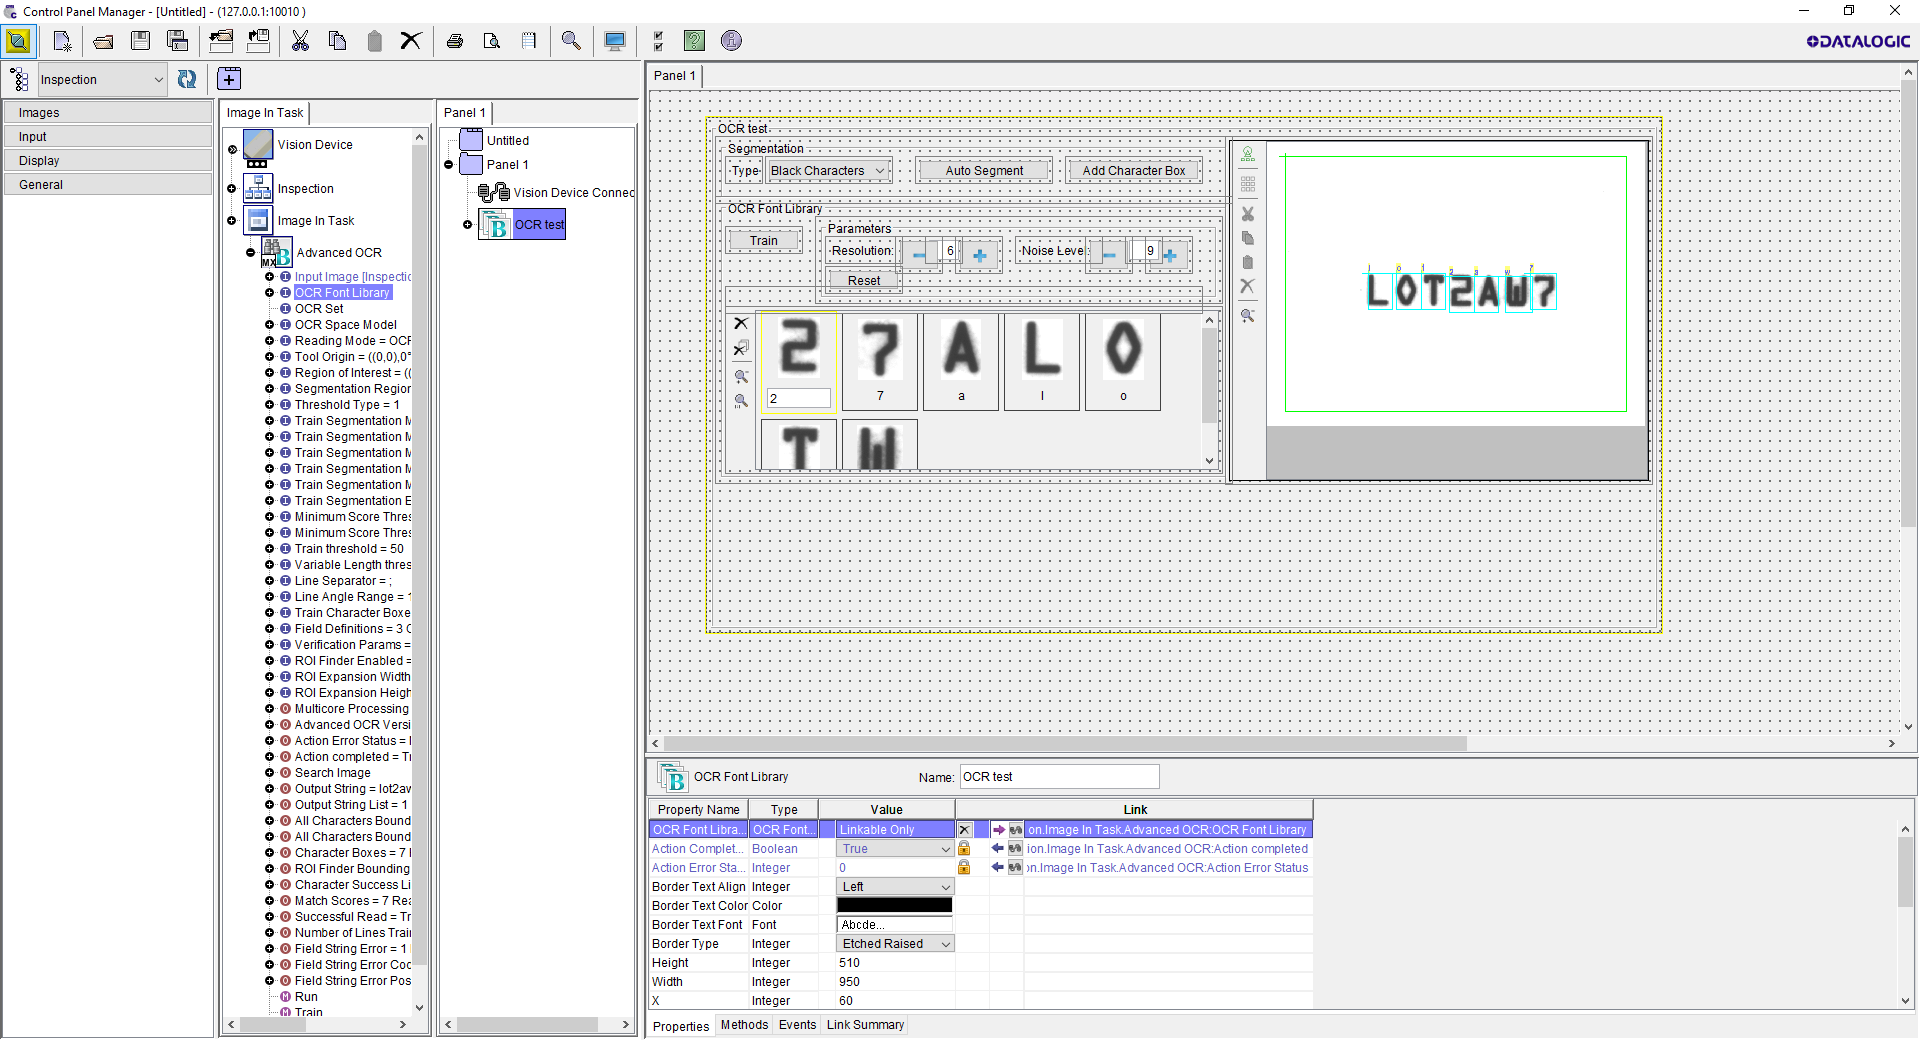 Control Panel Manager - [Untitled] - (127.0.0.1:10010 )
DATALOGIC
Inspection
Images
Input
Display
General
Image In Task
Vision Device
Inspection
Image In Task
Advanced OCR
Input Image [Inspectic
OCR Font Library
OCR Set
OCR Space Model
Reading Mode = OCF
Tool Origin = ((0,0),0°
Region of Interest = ((
Segmentation Region
Threshold Type = 1
Train Segmentation M
Train Segmentation M
Train Segmentation M
Train Segmentation M
Train Segmentation M
Train Segmentation E
Minimum Score Thres
Minimum Score Thres
Train threshold = 50
Variable Length thres
Line Separator = ;
Line Angle Range = 1
Train Character Boxe
Field Definitions = 3 C
Verification Params =
ROI Finder Enabled =
ROI Expansion Width
ROI Expansion Heigh
Multicore Processing
Advanced OCR Versi
Action Error Status = I
Action completed = Tr
Search Image
Output String = lot2aw
Output String List = 1
All Characters Bound
All Characters Bound
Character Boxes = 7 I
ROI Finder Bounding
Character Success Li
Match Scores = 7 Rea
Successful Read = Tr
Number of Lines Trai
Field String Error = 1
Field String Error Coc
Field String Error Pos
Run
Train
Panel 1
Untitled
Panel 1
Vision Device Connec
OCR test
Panel 1
OCR test
Segmentation
Type Black Characters Auto Segment Add Character Box
OCR Font Library
Train
Parameters
Resolution: 6 Noise Level: 9
Reset
2 7 A L O
2 7 a l o
T W
l o t 2 a w 7
LOT2AW7
OCR Font Library Name: OCR test
Property Name Type Value Link
OCR Font Libra... OCR Font... Linkable Only on.Image In Task.Advanced OCR:OCR Font Library
Action Complet... Boolean True ion.Image In Task.Advanced OCR:Action completed
Action Error Sta... Integer 0 on.Image In Task.Advanced OCR:Action Error Status
Border Text Align Integer Left
Border Text Color Color
Border Text Font Font Abcde...
Border Type Integer Etched Raised
Height Integer 510
Width Integer 950
X Integer 60
Properties Methods Events Link Summary